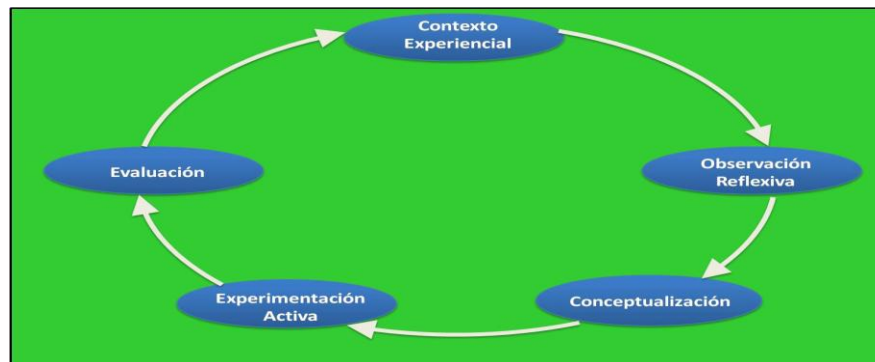 Contexto
Experiencial
Observación
Reflexiva
Conceptualización
Experimentación
Activa
Evaluación